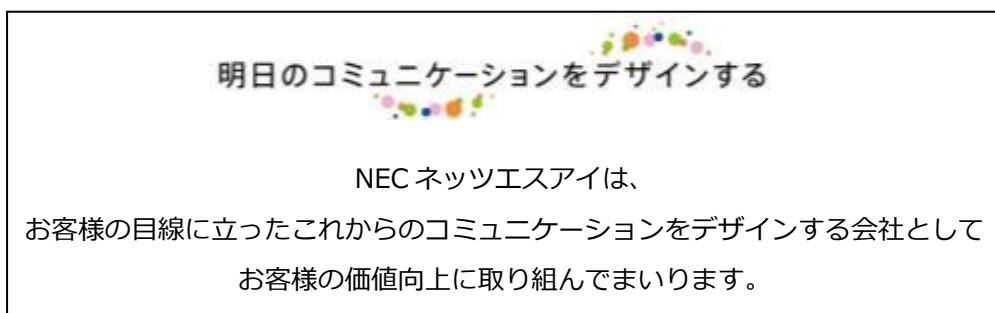 明日のコミュニケーションをデザインする
NECネッツエスアイは、
お客様の目線に立ったこれからのコミュニケーションをデザインする会社として
お客様の価値向上に取り組んでまいります。